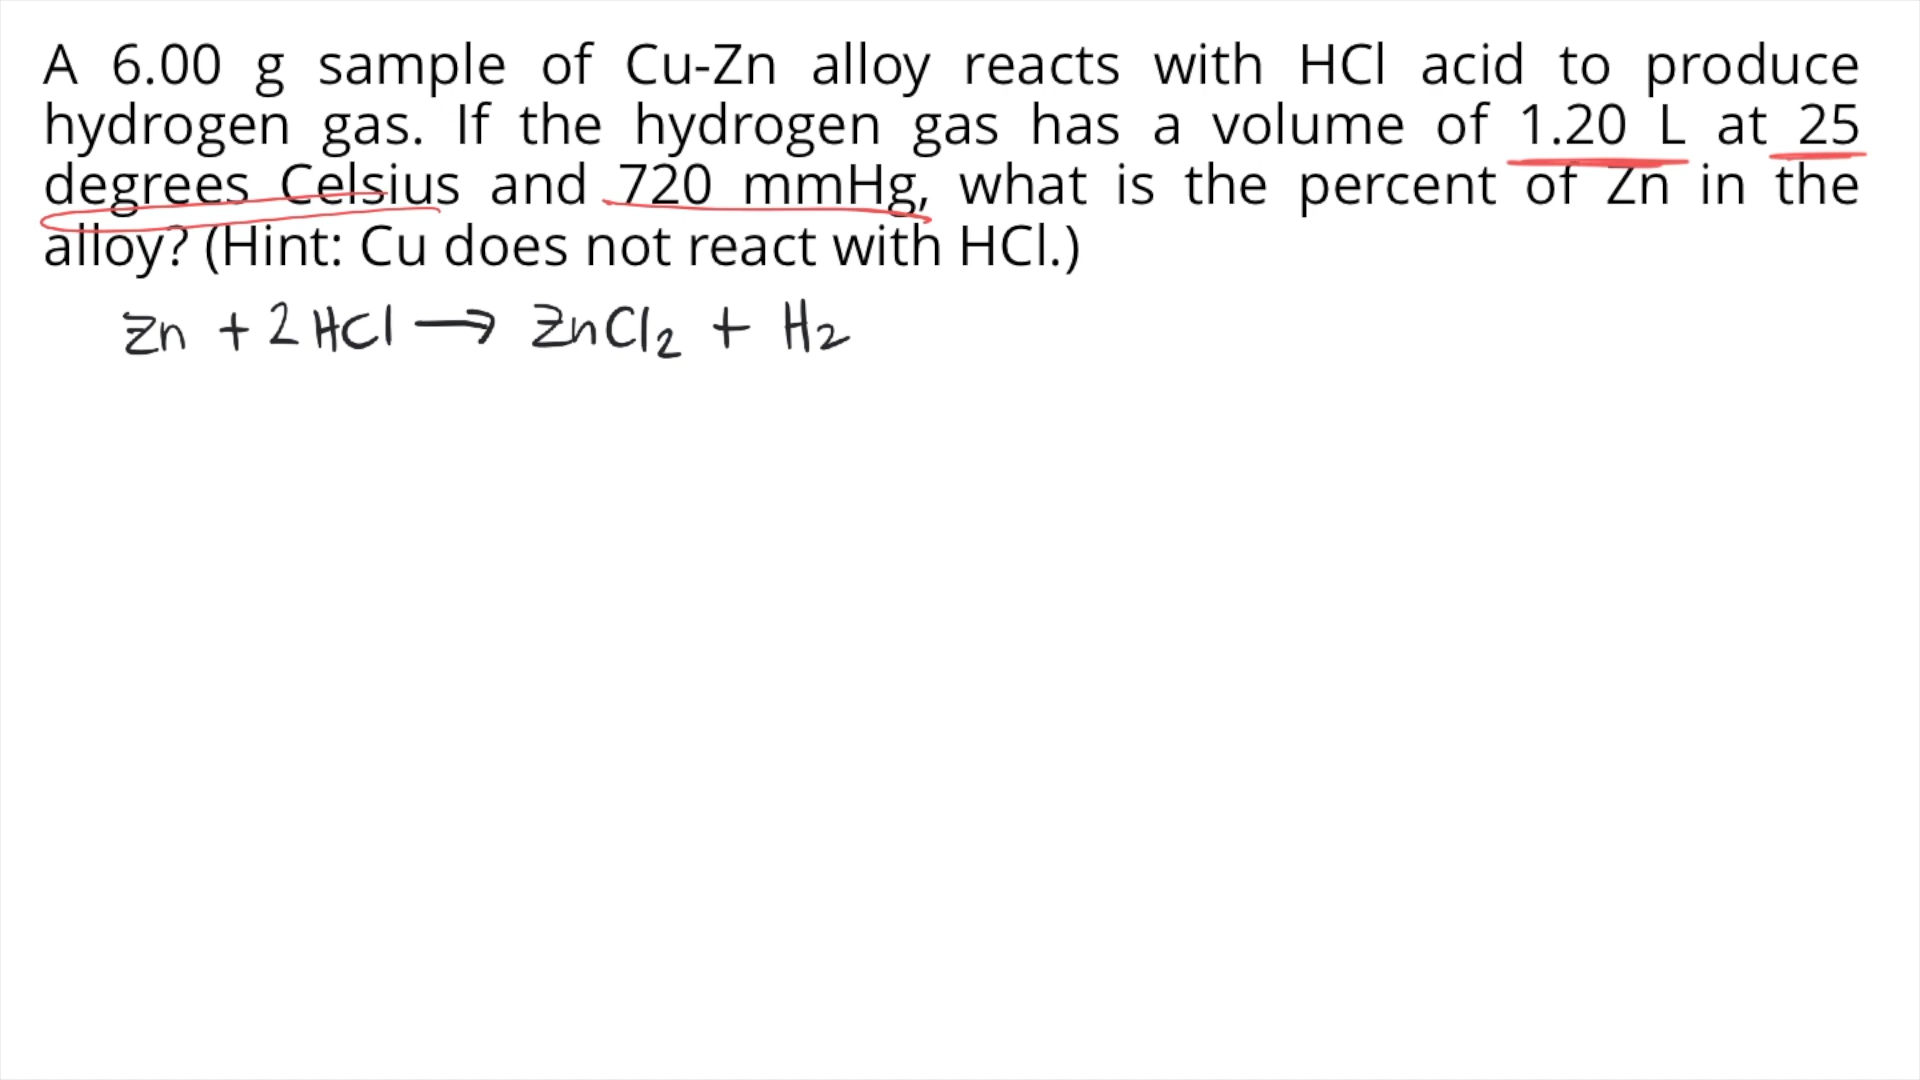 A 6.00 g sample of Cu-Zn alloy reacts with HCl acid to produce
hydrogen gas. If the hydrogen gas has a volume of 1.20 L at 25
degrees Celsius and 720 mmHg, what is the percent of Zn in the
alloy? (Hint: Cu does not react with HCl.)
Zn + 2 HCl → ZnCl₂ + H₂